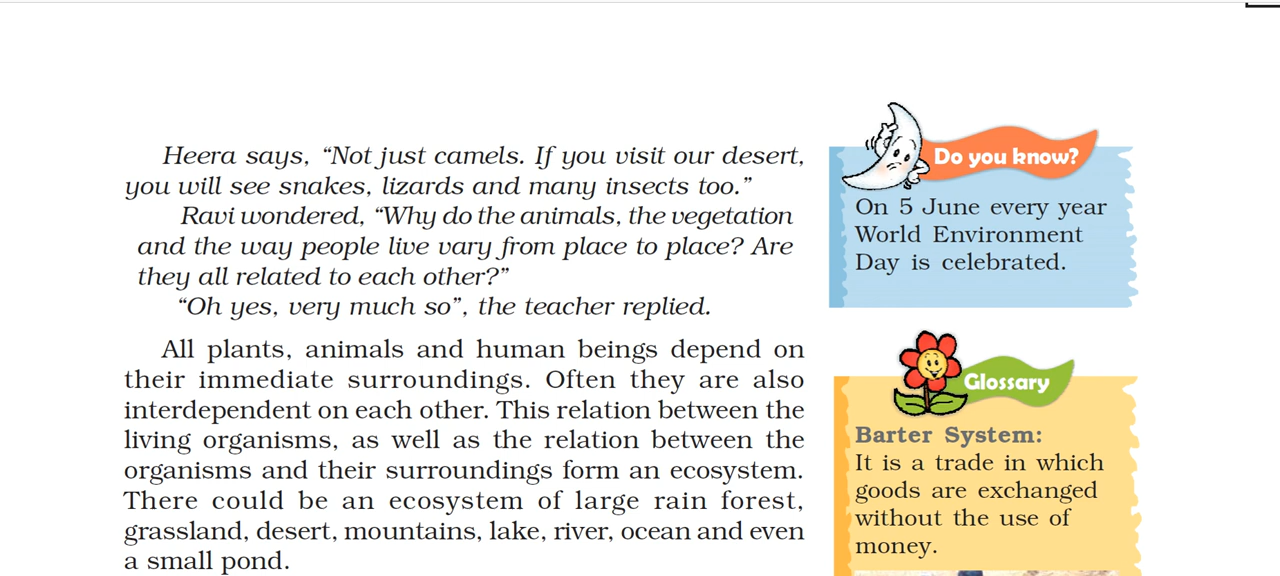 Heera says, “Not just camels. If you visit our desert,
you will see snakes, lizards and many insects too.”
Ravi wondered, “Why do the animals, the vegetation
and the way people live vary from place to place? Are
they all related to each other?”
“Oh yes, very much so”, the teacher replied.
All plants, animals and human beings depend on
their immediate surroundings. Often they are also
interdependent on each other. This relation between the
living organisms, as well as the relation between the
organisms and their surroundings form an ecosystem.
There could be an ecosystem of large rain forest,
grassland, desert, mountains, lake, river, ocean and even
a small pond.
Do you know?
On 5 June every year
World Environment
Day is celebrated.
Glossary
Barter System:
It is a trade in which
goods are exchanged
without the use of
money.